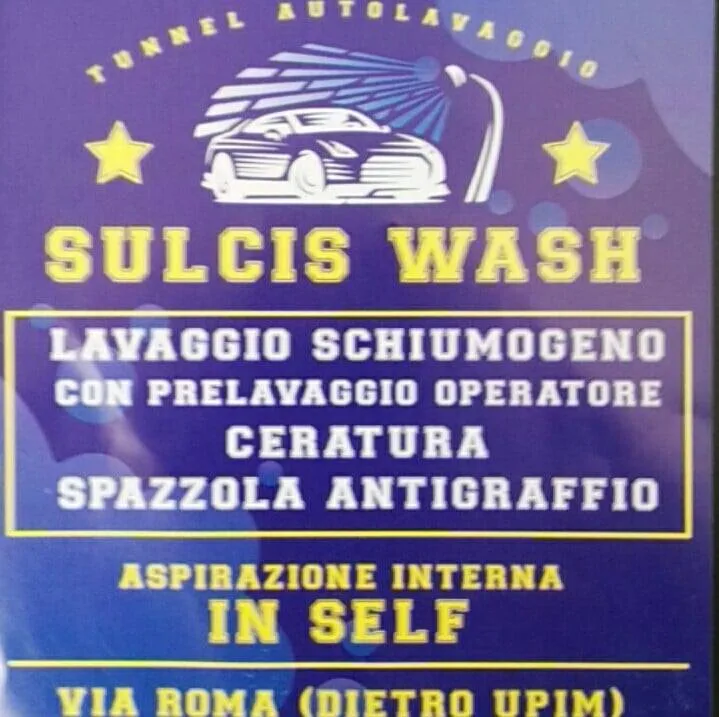 TUNNEL AUTOLAVAGGIO
SULCIS WASH
LAVAGGIO SCHIUMOGENO
CON PRELAVAGGIO OPERATORE
CERATURA
SPAZZOLA ANTIGRAFFIO
ASPIRAZIONE INTERNA
IN SELF
VIA ROMA (DIETRO UPIM)